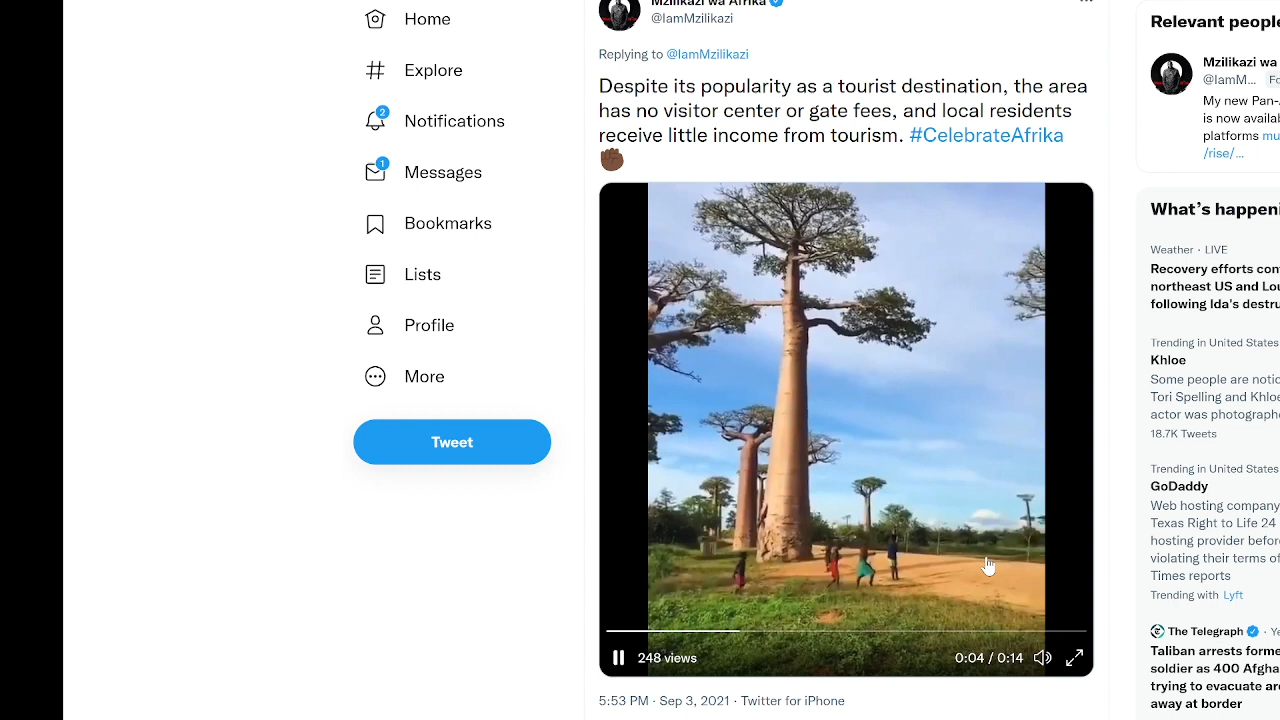 Home
Explore
2
Notifications
1
Messages
Bookmarks
Lists
Profile
More
Tweet
Mzilikazi wa Afrika
@IamMzilikazi
Replying to @IamMzilikazi
Despite its popularity as a tourist destination, the area
has no visitor center or gate fees, and local residents
receive little income from tourism. #CelebrateAfrika
248 views
0:04 / 0:14
5:53 PM · Sep 3, 2021 · Twitter for iPhone
Relevant people
Mzilikazi wa
@IamM...
Fo
My new Pan-
is now availab
platforms mu
/rise/...
What's happeni
Weather · LIVE
Recovery efforts con
northeast US and Lou
following Ida's destru
Trending in United States
Khloe
Some people are notic
Tori Spelling and Khloe
actor was photographe
18.7K Tweets
Trending in United States
GoDaddy
Web hosting company
Texas Right to Life 24
hosting provider before
violating their terms of
Times reports
Trending with Lyft
The Telegraph · Ye
Taliban arrests forme
soldier as 400 Afgha
trying to evacuate are
away at border